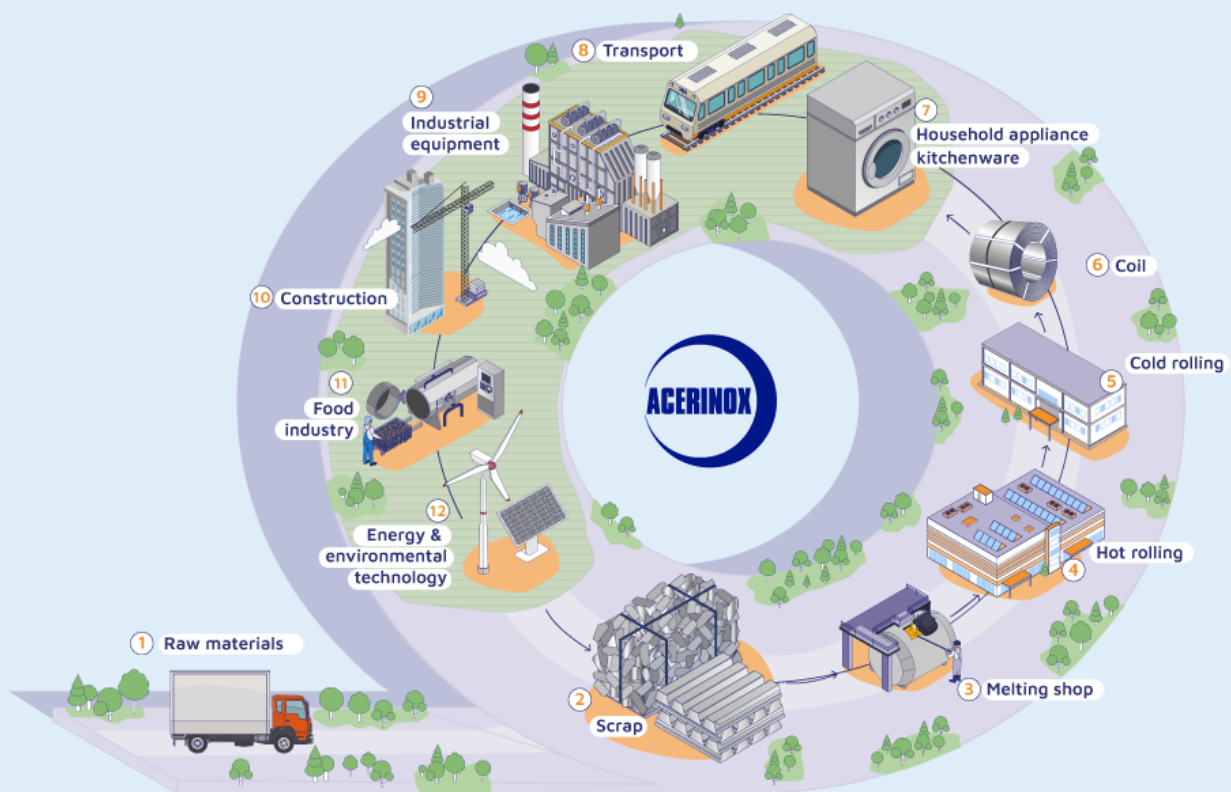 1 Raw materials
2 Scrap
3 Melting shop
4 Hot rolling
5 Cold rolling
6 Coil
7 Household appliance
kitchenware
8 Transport
9 Industrial
equipment
10 Construction
11 Food
industry
12 Energy &
environmental
technology
ACERINOX